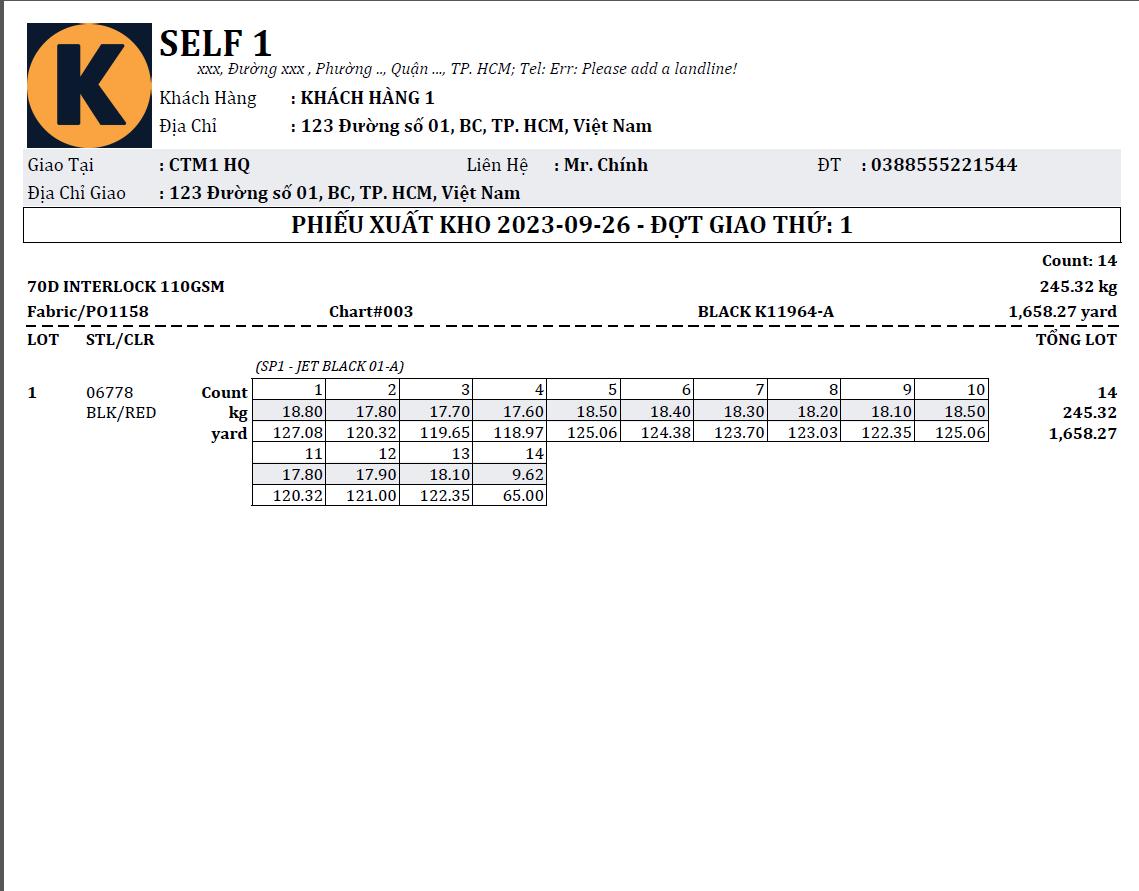 K
SELF 1
xxx, Đường xxx , Phường .., Quận ..., TP. HCM; Tel: Err: Please add a landline!
Khách Hàng : KHÁCH HÀNG 1
Địa Chỉ : 123 Đường số 01, BC, TP. HCM, Việt Nam
Giao Tại : CTM1 HQ Liên Hệ : Mr. Chính ĐT : 0388555221544
Địa Chỉ Giao : 123 Đường số 01, BC, TP. HCM, Việt Nam
PHIẾU XUẤT KHO 2023-09-26 - ĐỢT GIAO THỨ: 1
Count: 14
70D INTERLOCK 110GSM 245.32 kg
Fabric/PO1158 Chart#003 BLACK K11964-A 1,658.27 yard
LOT STL/CLR TỔNG LOT
(SP1 - JET BLACK 01-A)
1 06778 Count 1 2 3 4 5 6 7 8 9 10 14
BLK/RED kg 18.80 17.80 17.70 17.60 18.50 18.40 18.30 18.20 18.10 18.50 245.32
yard 127.08 120.32 119.65 118.97 125.06 124.38 123.70 123.03 122.35 125.06 1,658.27
11 12 13 14
17.80 17.90 18.10 9.62
120.32 121.00 122.35 65.00